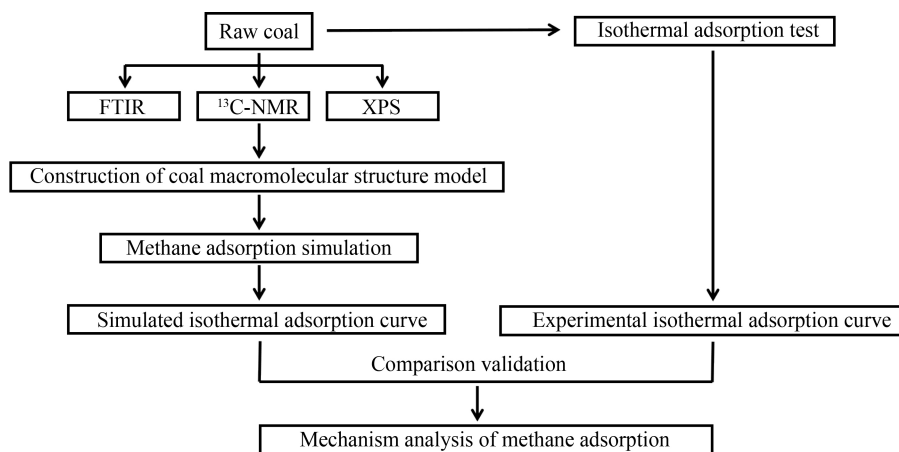 Raw coal
Isothermal adsorption test
FTIR
¹³C-NMR
XPS
Construction of coal macromolecular structure model
Methane adsorption simulation
Simulated isothermal adsorption curve
Experimental isothermal adsorption curve
Comparison validation
Mechanism analysis of methane adsorption